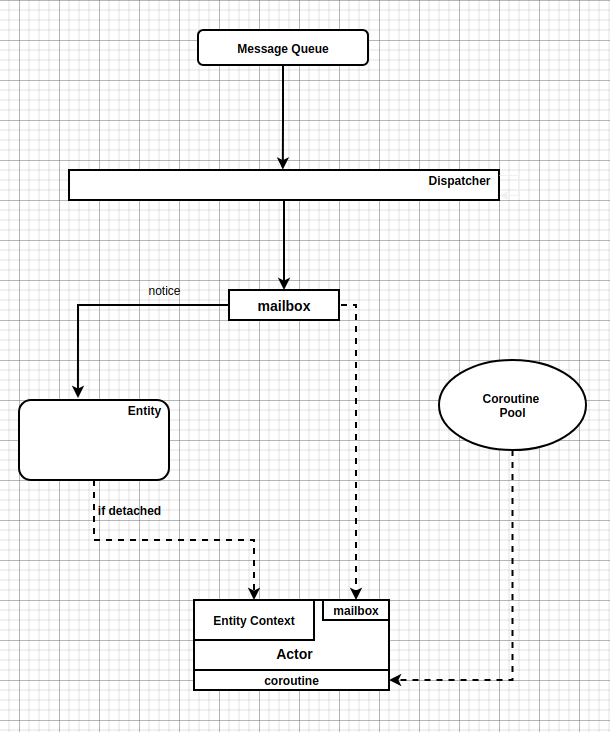 Message Queue
Dispatcher
notice
mailbox
Coroutine
Pool
Entity
if detached
mailbox
Entity Context
Actor
coroutine